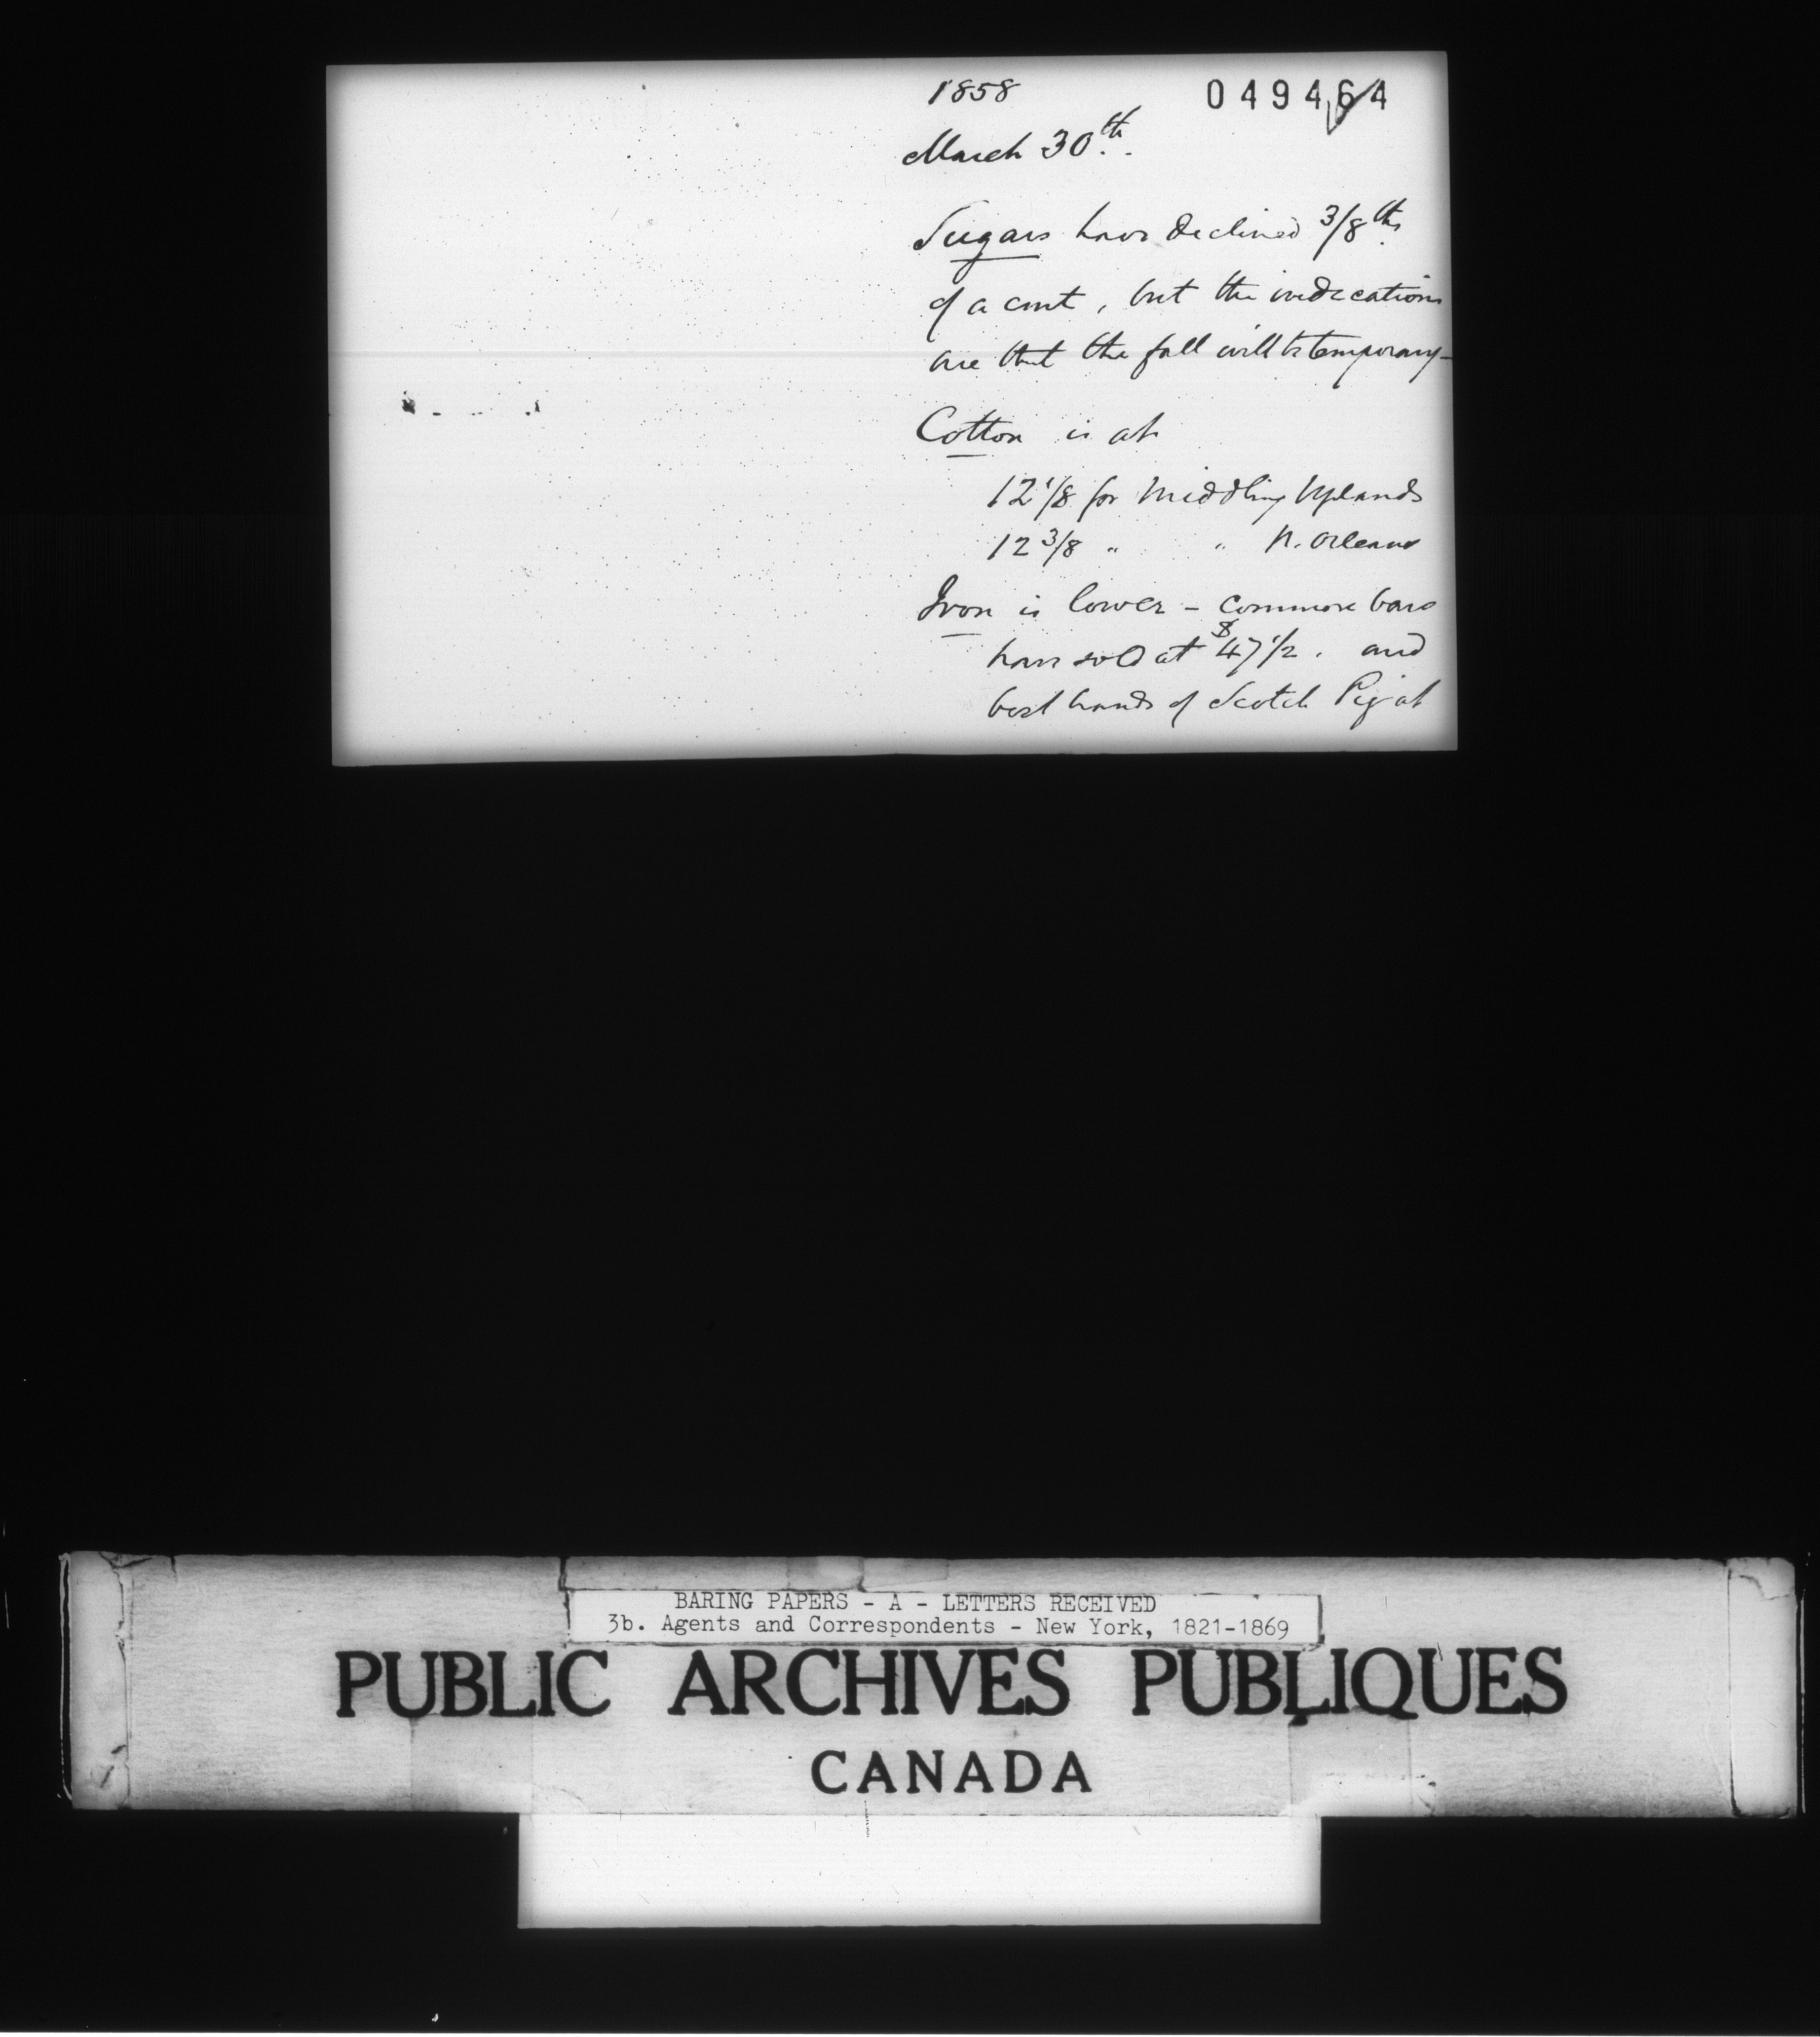 1858
049464
March 30th.
Sugars have declined 3/8ths
of a cent, but the indications
are that the fall will be temporary -
Cotton is at
12 1/8 for Middling Uplands
12 3/8 " " N. Orleans
Iron is lower - common bars
have sold at $47 1/2. and
best brands of Scotch Pig at
BARING PAPERS - A - LETTERS RECEIVED
3b. Agents and Correspondents - New York, 1821-1869
PUBLIC ARCHIVES PUBLIQUES
CANADA